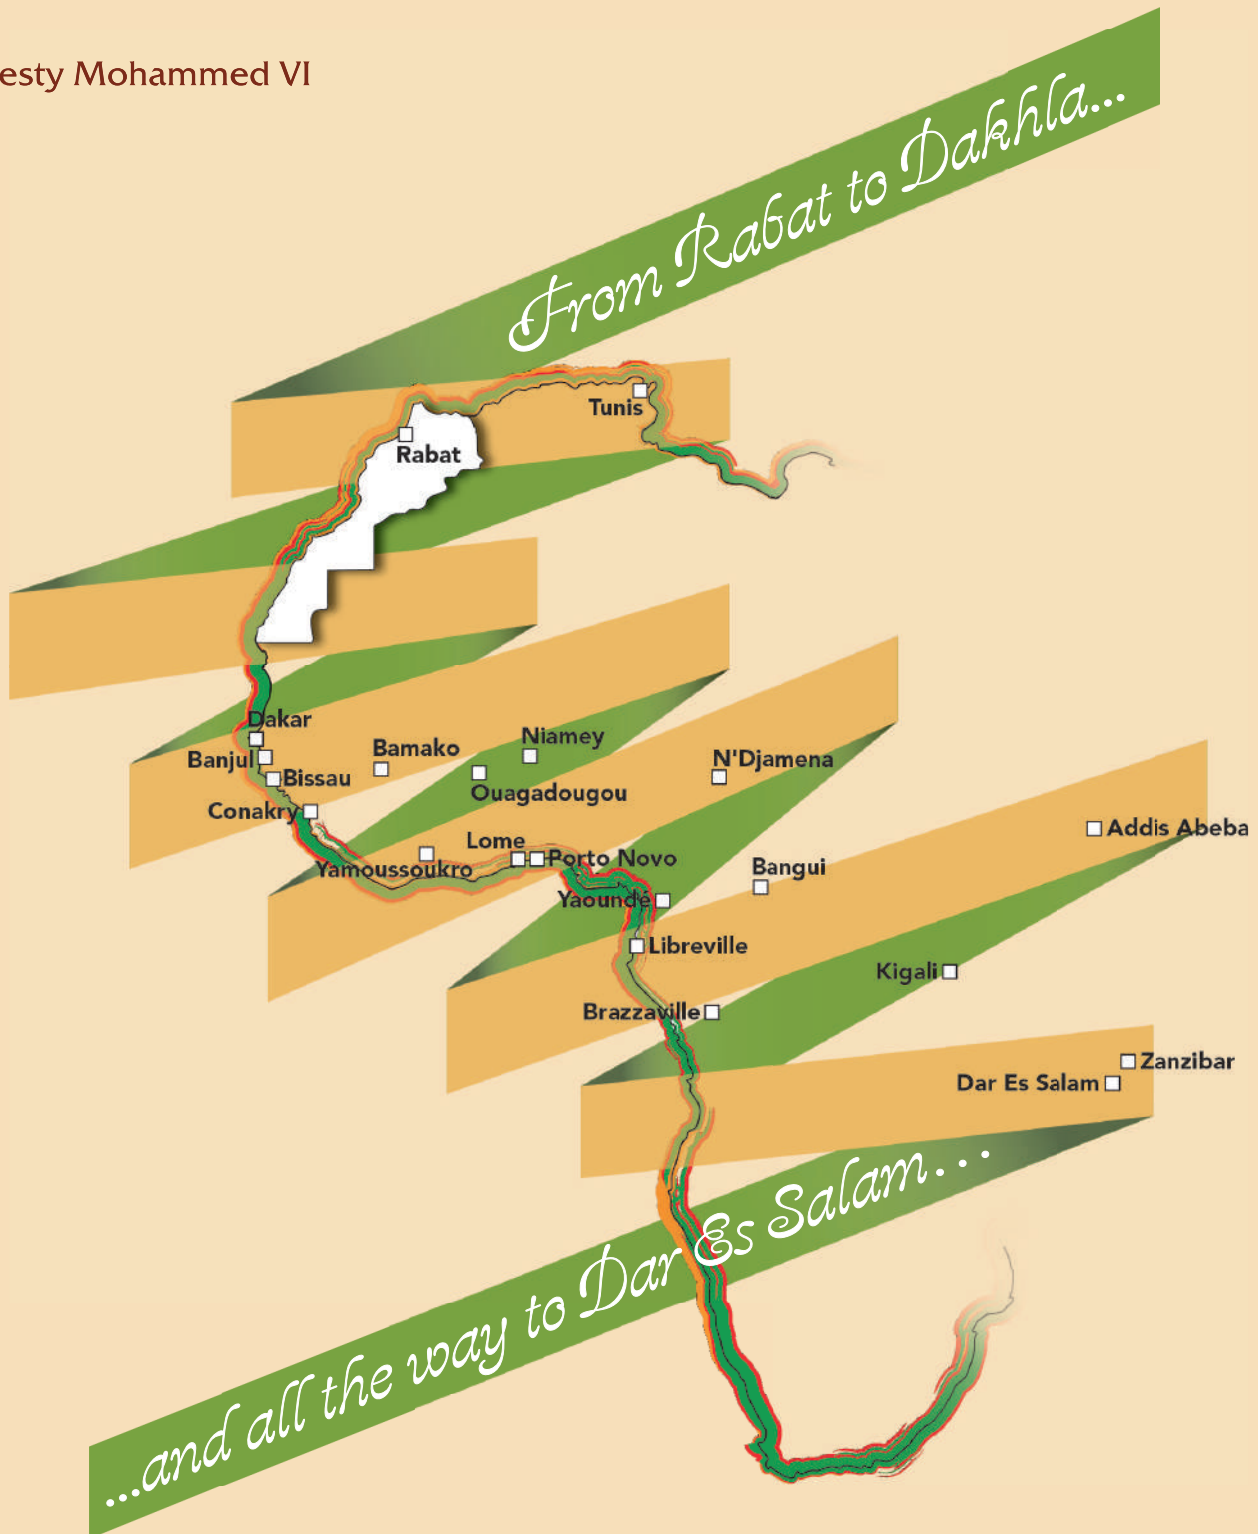 esty Mohammed VI
From Rabat to Dakhla...
Tunis
Rabat
Dakar
Niamey
Bamako
Banjul
N'Djamena
Bissau
Ouagadougou
Conakry
Addis Abeba
Lome
Porto Novo
Yamoussoukro
Bangui
Yaoundé
Libreville
Kigali
Brazzaville
Zanzibar
Dar Es Salam
...and all the way to Dar Es Salam...